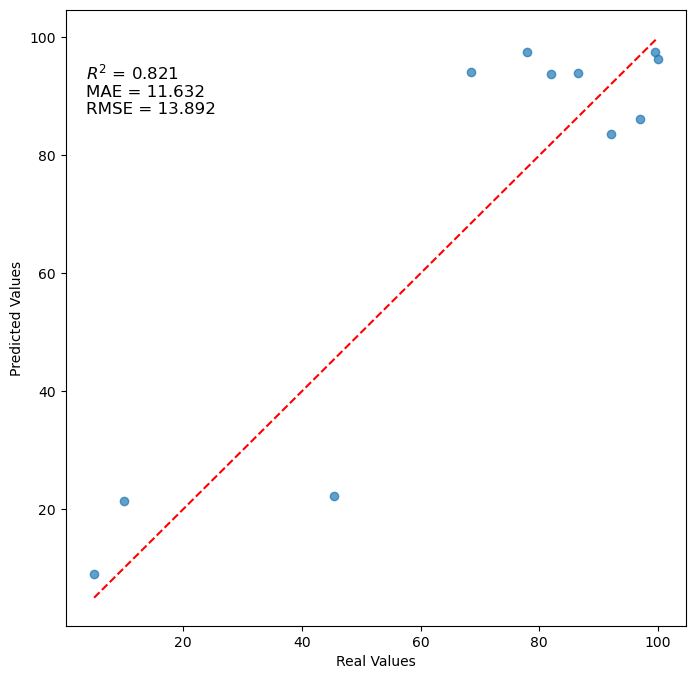 R² = 0.821
MAE = 11.632
RMSE = 13.892
100
80
60
40
20
Predicted Values
20 40 60 80 100
Real Values